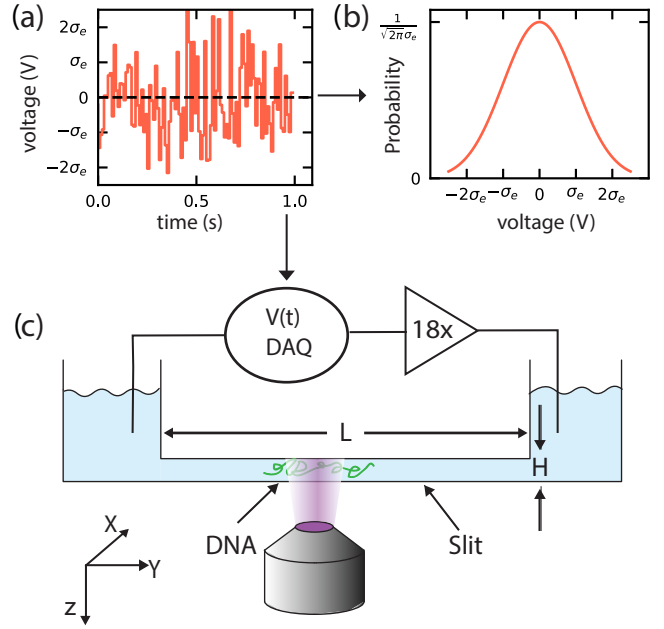 (a)
voltage (V)
2σₑ
σₑ
0
−σₑ
−2σₑ
0.0 0.5 1.0
time (s)
(b)
Probability
1/√2πσₑ
0
−2σₑ −σₑ 0 σₑ 2σₑ
voltage (V)
(c)
V(t)
DAQ
18x
L
H
DNA
Slit
X
Y
Z